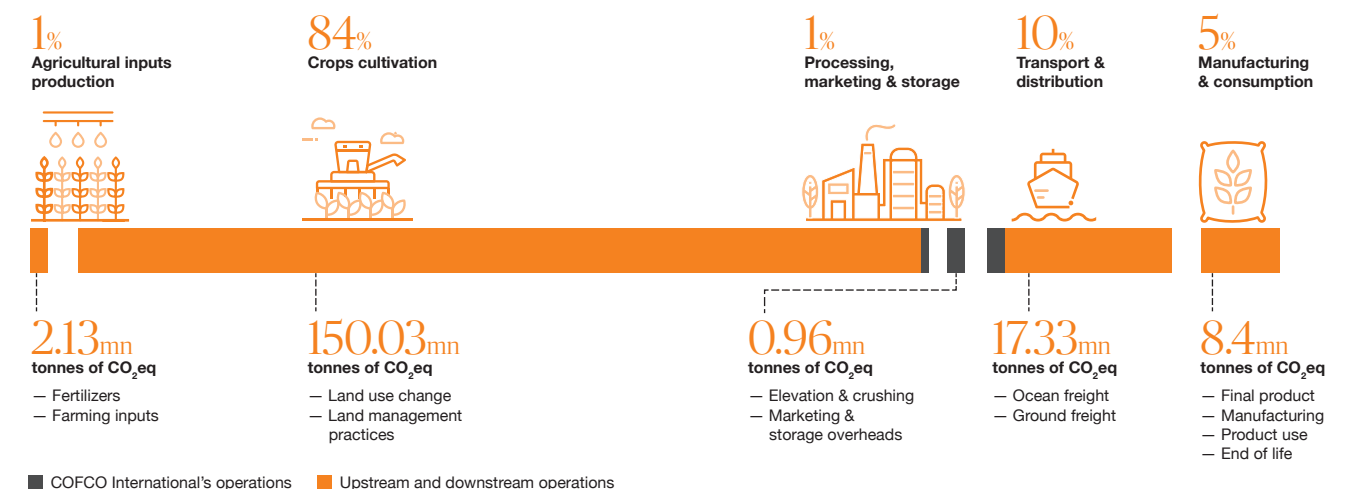 1%
Agricultural inputs
production
84%
Crops cultivation
1%
Processing,
marketing & storage
10%
Transport &
distribution
5%
Manufacturing
& consumption
2.13mn
tonnes of CO2eq
— Fertilizers
— Farming inputs
150.03mn
tonnes of CO2eq
— Land use change
— Land management
practices
0.96mn
tonnes of CO2eq
— Elevation & crushing
— Marketing &
storage overheads
17.33mn
tonnes of CO2eq
— Ocean freight
— Ground freight
8.4mn
tonnes of CO2eq
— Final product
— Manufacturing
— Product use
— End of life
COFCO International's operations
Upstream and downstream operations